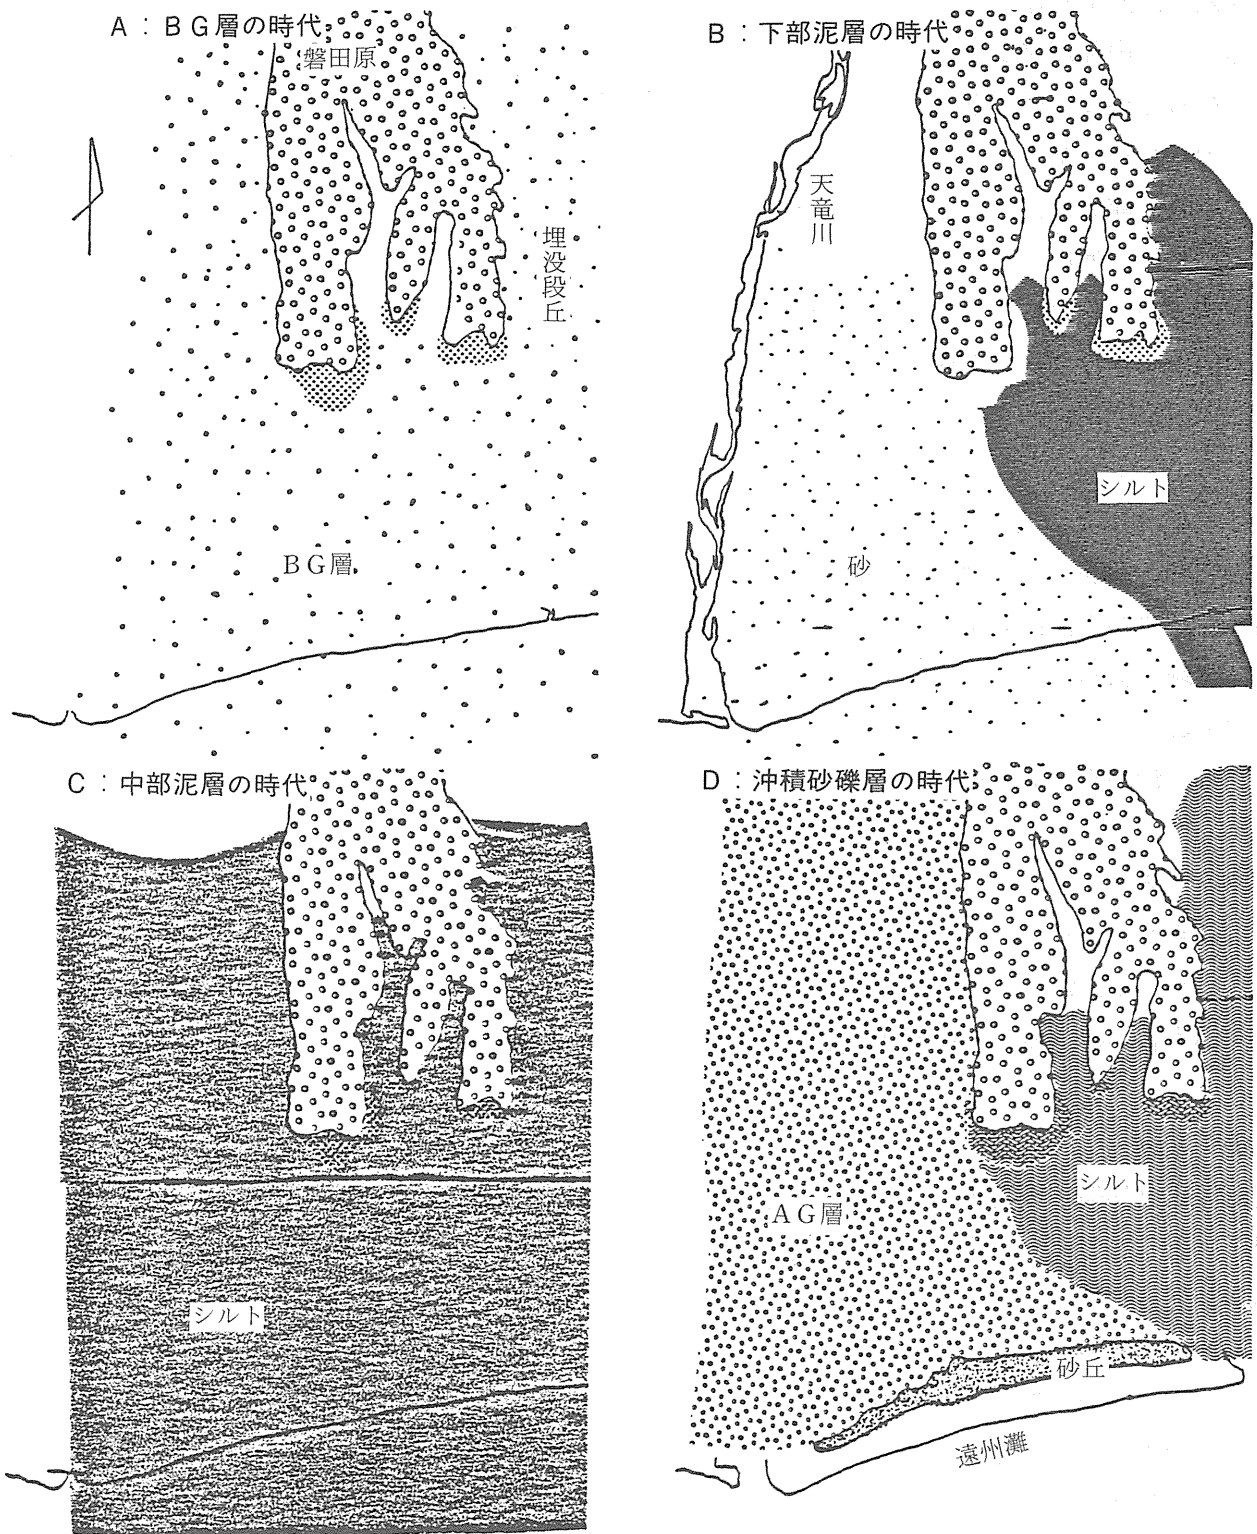 A：BG層の時代
磐田原
埋没段丘
BG層
B：下部泥層の時代
天竜川
シルト
砂
C：中部泥層の時代
シルト
D：沖積砂礫層の時代
AG層
シルト
砂丘
遠州灘